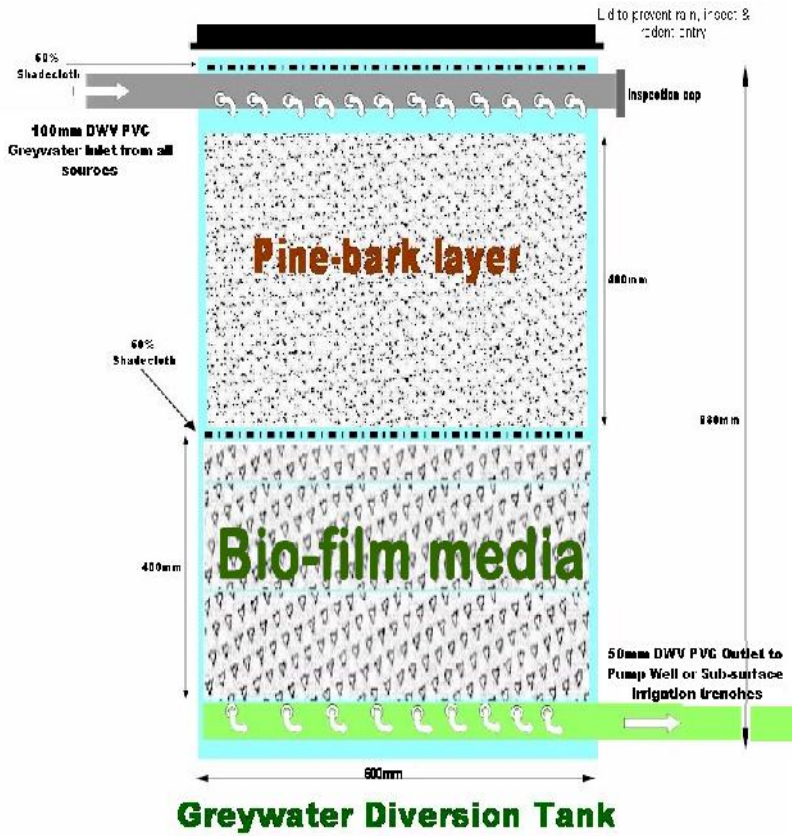 Lid to prevent rain, insect &
rodent entry
60%
Shadecloth
Inspection cap
100mm DWV PVC
Greywater Inlet from all
sources
Pine-bark layer
400mm
60%
Shadecloth
Bio-film media
400mm
50mm DWV PVC Outlet to
Pump Well or Sub-surface
Irrigation trenches
600mm
Greywater Diversion Tank